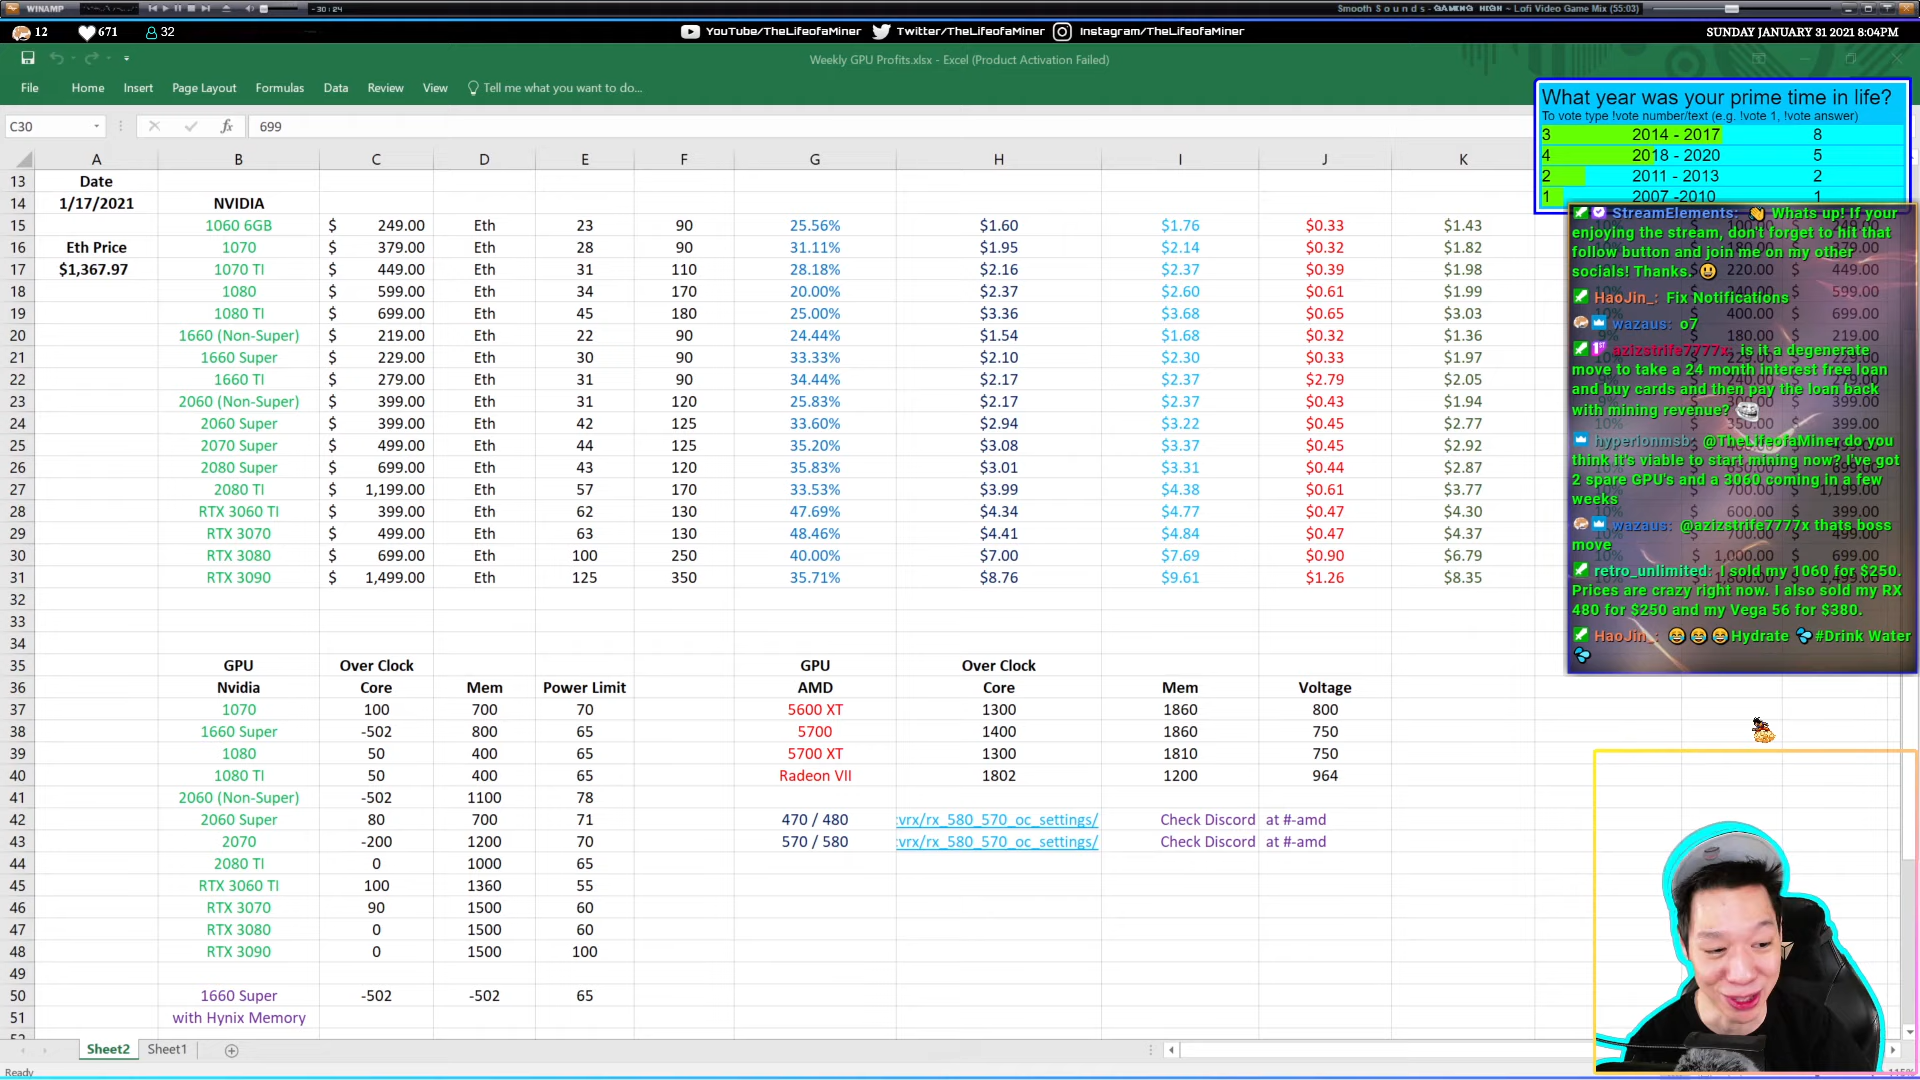 WINAMP
-30:24
Smooth S o u n d s - GAMING HIGH ~ Lofi Video Game Mix (55:03)
12 671 32
YouTube/TheLifeofaMiner Twitter/TheLifeofaMiner Instagram/TheLifeofaMiner
SUNDAY JANUARY 31 2021 8:04PM
Weekly GPU Profits.xlsx - Excel (Product Activation Failed)
File Home Insert Page Layout Formulas Data Review View Tell me what you want to do...
C30 fx 699
A B C D E F G H I J K
13 Date
14 1/17/2021 NVIDIA
15 1060 6GB $ 249.00 Eth 23 90 25.56% $1.60 $1.76 $0.33 $1.43
16 Eth Price 1070 $ 379.00 Eth 28 90 31.11% $1.95 $2.14 $0.32 $1.82
17 $1,367.97 1070 TI $ 449.00 Eth 31 110 28.18% $2.16 $2.37 $0.39 $1.98
18 1080 $ 599.00 Eth 34 170 20.00% $2.37 $2.60 $0.61 $1.99
19 1080 TI $ 699.00 Eth 45 180 25.00% $3.36 $3.68 $0.65 $3.03
20 1660 (Non-Super) $ 219.00 Eth 22 90 24.44% $1.54 $1.68 $0.32 $1.36
21 1660 Super $ 229.00 Eth 30 90 33.33% $2.10 $2.30 $0.33 $1.97
22 1660 TI $ 279.00 Eth 31 90 34.44% $2.17 $2.37 $2.79 $2.05
23 2060 (Non-Super) $ 399.00 Eth 31 120 25.83% $2.17 $2.37 $0.43 $1.94
24 2060 Super $ 399.00 Eth 42 125 33.60% $2.94 $3.22 $0.45 $2.77
25 2070 Super $ 499.00 Eth 44 125 35.20% $3.08 $3.37 $0.45 $2.92
26 2080 Super $ 699.00 Eth 43 120 35.83% $3.01 $3.31 $0.44 $2.87
27 2080 TI $ 1,199.00 Eth 57 170 33.53% $3.99 $4.38 $0.61 $3.77
28 RTX 3060 TI $ 399.00 Eth 62 130 47.69% $4.34 $4.77 $0.47 $4.30
29 RTX 3070 $ 499.00 Eth 63 130 48.46% $4.41 $4.84 $0.47 $4.37
30 RTX 3080 $ 699.00 Eth 100 250 40.00% $7.00 $7.69 $0.90 $6.79
31 RTX 3090 $ 1,499.00 Eth 125 350 35.71% $8.76 $9.61 $1.26 $8.35
32
33
34
35 GPU Over Clock GPU Over Clock
36 Nvidia Core Mem Power Limit AMD Core Mem Voltage
37 1070 100 700 70 5600 XT 1300 1860 800
38 1660 Super -502 800 65 5700 1400 1860 750
39 1080 50 400 65 5700 XT 1300 1810 750
40 1080 TI 50 400 65 Radeon VII 1802 1200 964
41 2060 (Non-Super) -502 1100 78
42 2060 Super 80 700 71 470 / 480 :vrx/rx_580_570_oc_settings/ Check Discord at #-amd
43 2070 -200 1200 70 570 / 580 :vrx/rx_580_570_oc_settings/ Check Discord at #-amd
44 2080 TI 0 1000 65
45 RTX 3060 TI 100 1360 55
46 RTX 3070 90 1500 60
47 RTX 3080 0 1500 60
48 RTX 3090 0 1500 100
49
50 1660 Super -502 -502 65
51 with Hynix Memory
Sheet2 Sheet1
Ready
What year was your prime time in life?
To vote type !vote number/text (e.g. !vote 1, !vote answer)
3 2014 - 2017 8
4 2018 - 2020 5
2 2011 - 2013 2
1 2007 -2010 1
StreamElements: 👋 Whats up! If your
enjoying the stream, don't forget to hit that
follow button and join me on my other
socials! Thanks. 😃
HaoJin_: Fix Notifications
wazaus: o7
azizstrife7777x: is it a degenerate
move to take a 24 month interest free loan
and buy cards and then pay the loan back
with mining revenue?
hyperionmsb: @TheLifeofaMiner do you
think it's viable to start mining now? I've got
2 spare GPU's and a 3060 coming in a few
weeks
wazaus: @azizstrife7777x thats boss
move
retro_unlimited: I sold my 1060 for $250.
Prices are crazy right now. I also sold my RX
480 for $250 and my Vega 56 for $380.
HaoJin_: 😂😂😂Hydrate 💦#Drink Water
💦